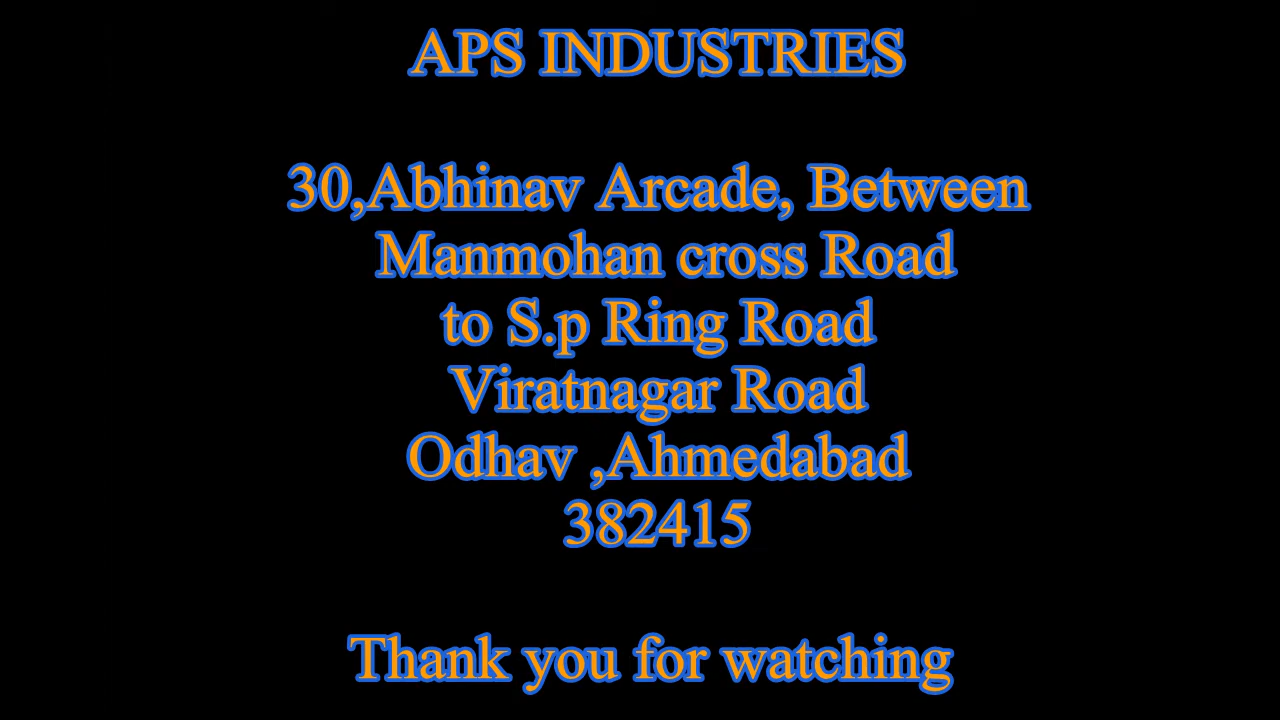 APS INDUSTRIES
30,Abhinav Arcade, Between
Manmohan cross Road
to S.p Ring Road
Viratnagar Road
Odhav ,Ahmedabad
382415
Thank you for watching